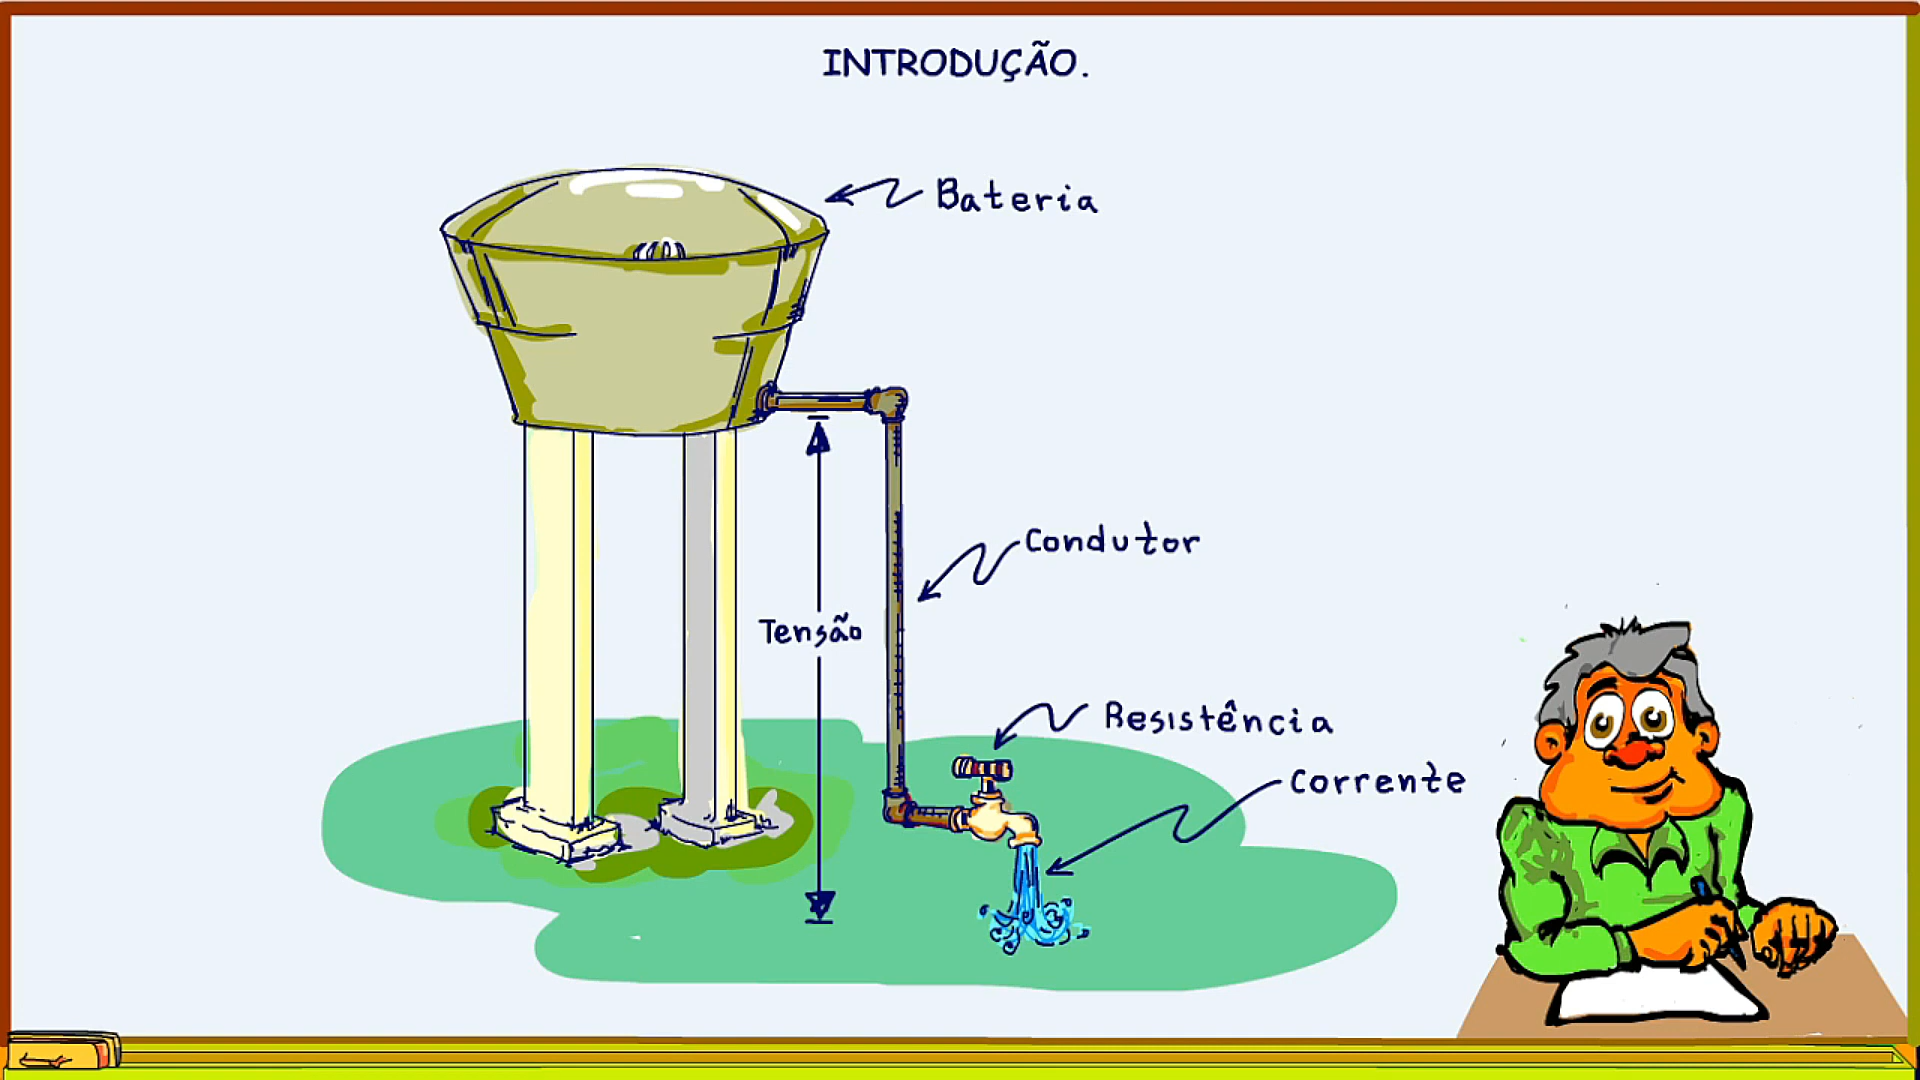 INTRODUÇÃO.
Bateria
Condutor
Tensão
Resistência
Corrente